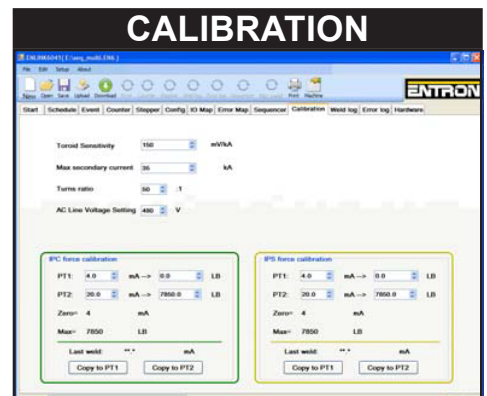 CALIBRATION
ENLINK6041[E:\seq_multi.EN6 ]
File Edit Setup About
New Open Save Upload Download Print Machine
ENTRON
Start Schedule Event Counter Stepper Config IO Map Error Map Sequencer Calibration Weld log Error log Hardware
Toroid Sensitivity 150 mV/kA
Max secondary current 35 kA
Turns ratio 50 :1
AC Line Voltage Setting 480 V
IPC force calibration
PT1: 4.0 mA --> 0.0 LB
PT2: 20.0 mA --> 7850.0 LB
Zero= 4 mA
Max= 7850 LB
Last weld: **.* mA
Copy to PT1 Copy to PT2
IPS force calibration
PT1: 4.0 mA --> 0.0 LB
PT2: 20.0 mA --> 7850.0 LB
Zero= 4 mA
Max= 7850 LB
Last weld: **.* mA
Copy to PT1 Copy to PT2